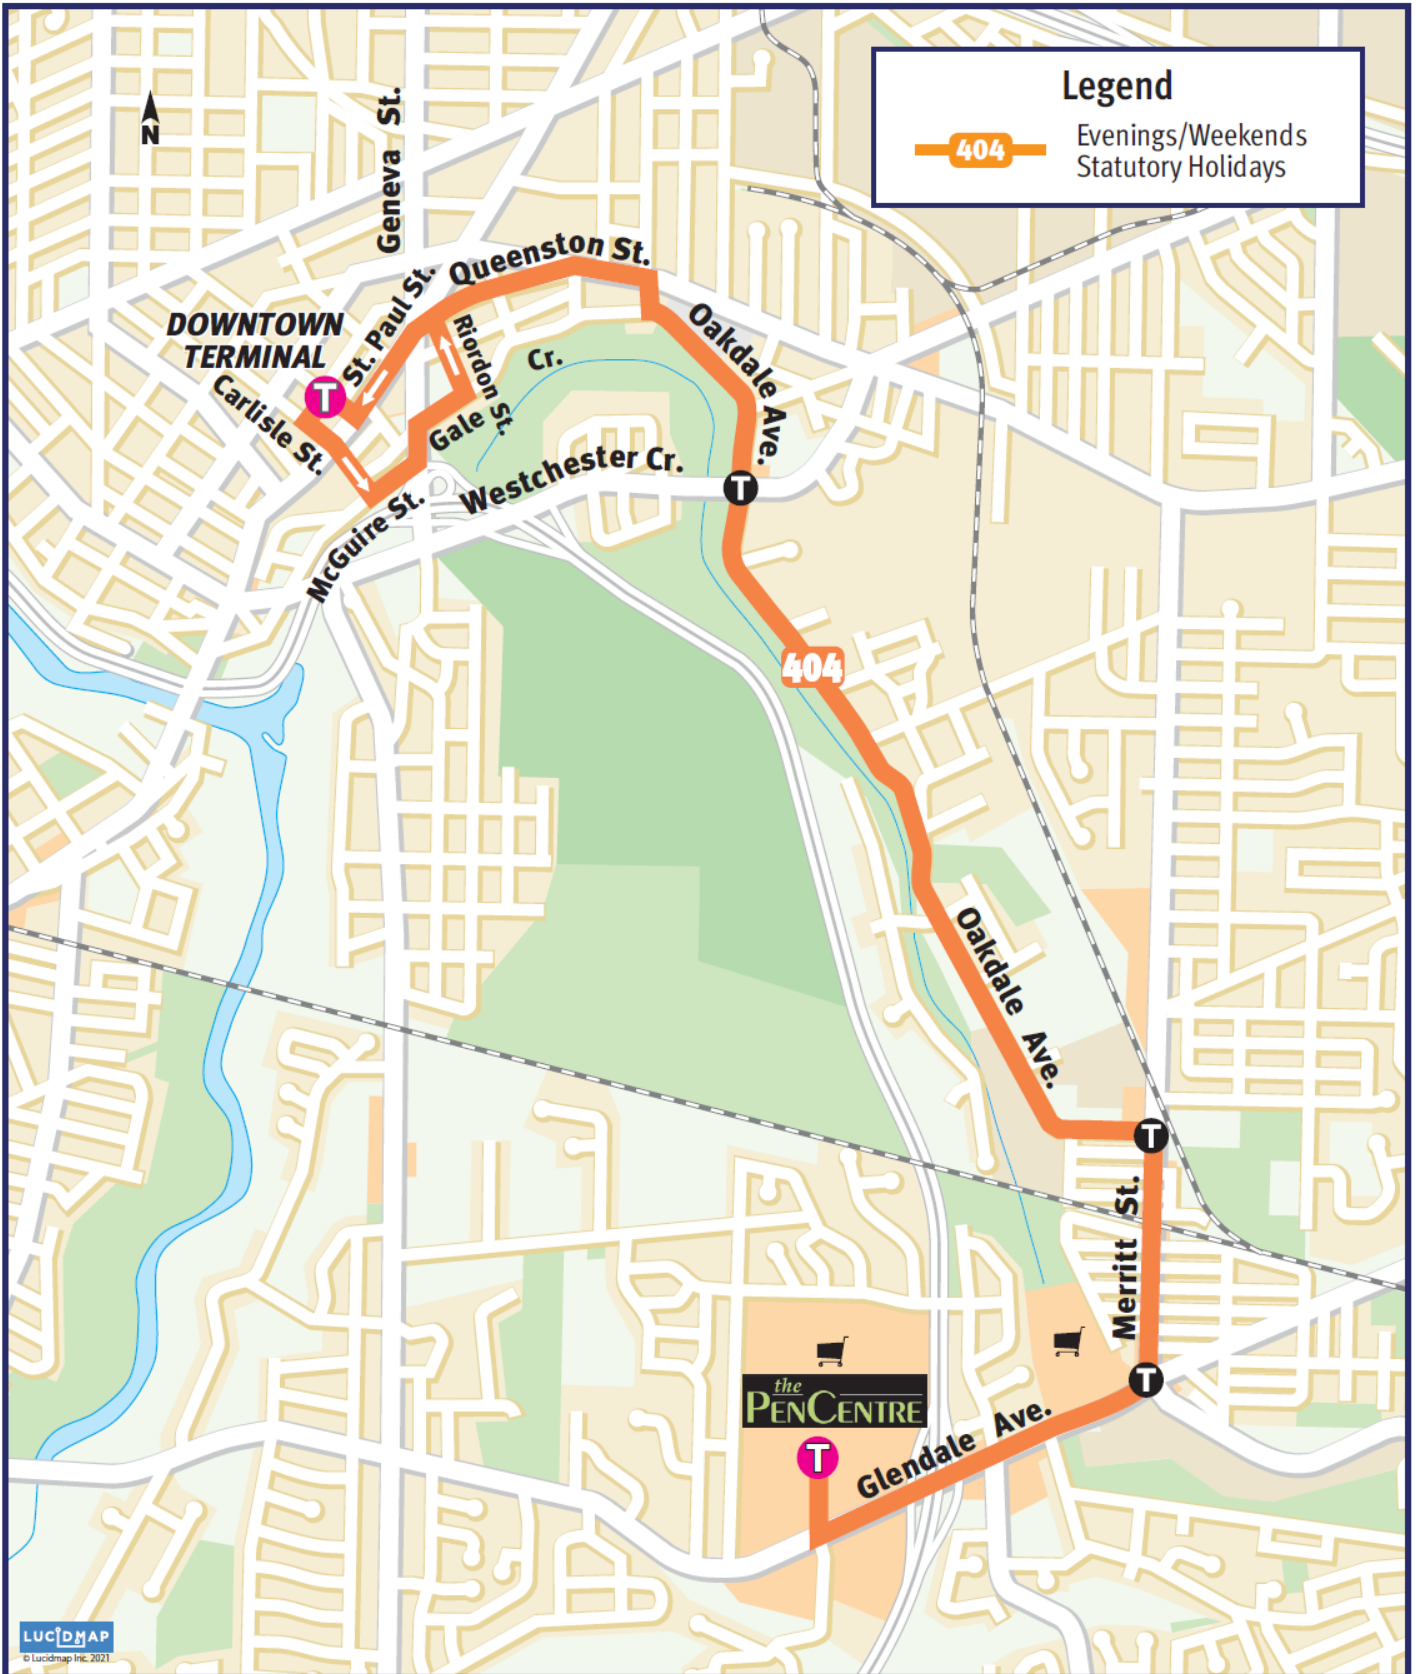 Legend
404
Evenings/Weekends
Statutory Holidays
N
Geneva St.
Queenston St.
St. Paul St.
DOWNTOWN
TERMINAL
T
Carlisle St.
Riordon St.
Cr.
Oakdale Ave.
Gale
Westchester Cr.
T
McGuire St.
404
Oakdale Ave.
T
Merritt St.
the
PENCENTRE
T
Glendale Ave.
T
LUCIDMAP
© Lucidmap Inc. 2021